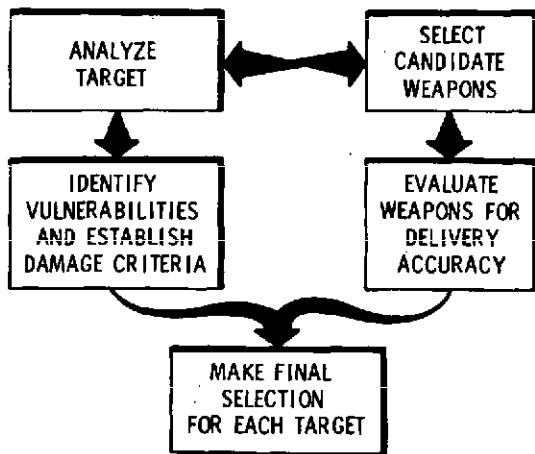 ANALYZE
TARGET
SELECT
CANDIDATE
WEAPONS
IDENTIFY
VULNERABILITIES
AND ESTABLISH
DAMAGE CRITERIA
EVALUATE
WEAPONS FOR
DELIVERY
ACCURACY
MAKE FINAL
SELECTION
FOR EACH TARGET